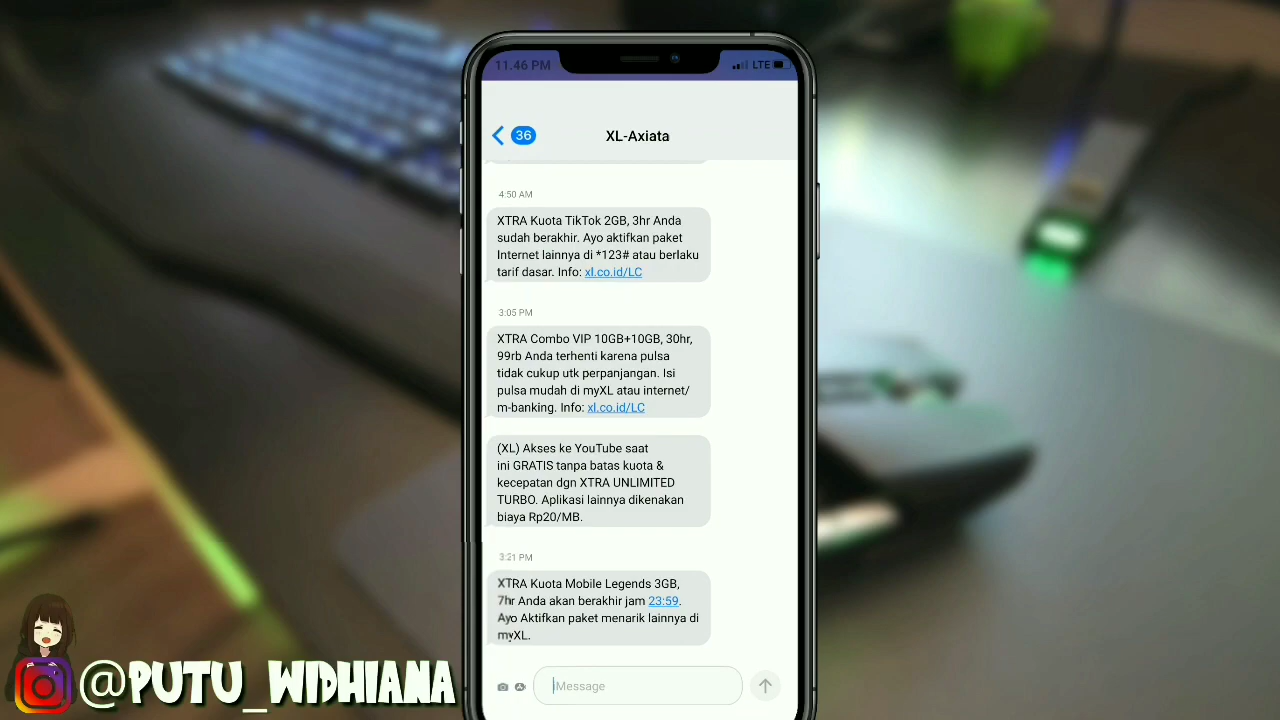 11.46 PM
LTE
36
XL-Axiata
4:50 AM
XTRA Kuota TikTok 2GB, 3hr Anda
sudah berakhir. Ayo aktifkan paket
Internet lainnya di *123# atau berlaku
tarif dasar. Info: xl.co.id/LC
3:05 PM
XTRA Combo VIP 10GB+10GB, 30hr,
99rb Anda terhenti karena pulsa
tidak cukup utk perpanjangan. Isi
pulsa mudah di myXL atau internet/
m-banking. Info: xl.co.id/LC
(XL) Akses ke YouTube saat
ini GRATIS tanpa batas kuota &
kecepatan dgn XTRA UNLIMITED
TURBO. Aplikasi lainnya dikenakan
biaya Rp20/MB.
3:21 PM
XTRA Kuota Mobile Legends 3GB,
7hr Anda akan berakhir jam 23:59.
Ayo Aktifkan paket menarik lainnya di
myXL.
iMessage
@PUTU_WIDHIANA